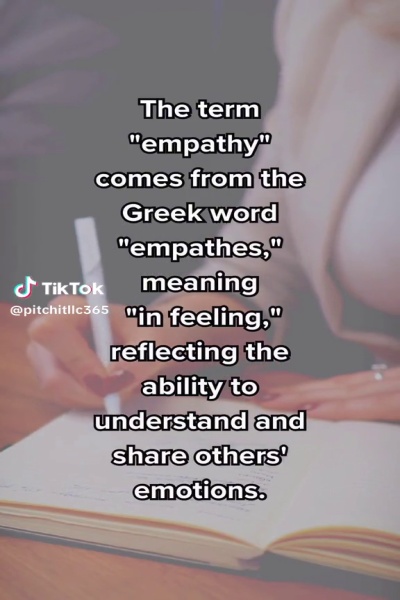 The term
"empathy"
comes from the
Greek word
"empathes,"
meaning
"in feeling,"
reflecting the
ability to
understand and
share others'
emotions.
TikTok
@pitchitllc365